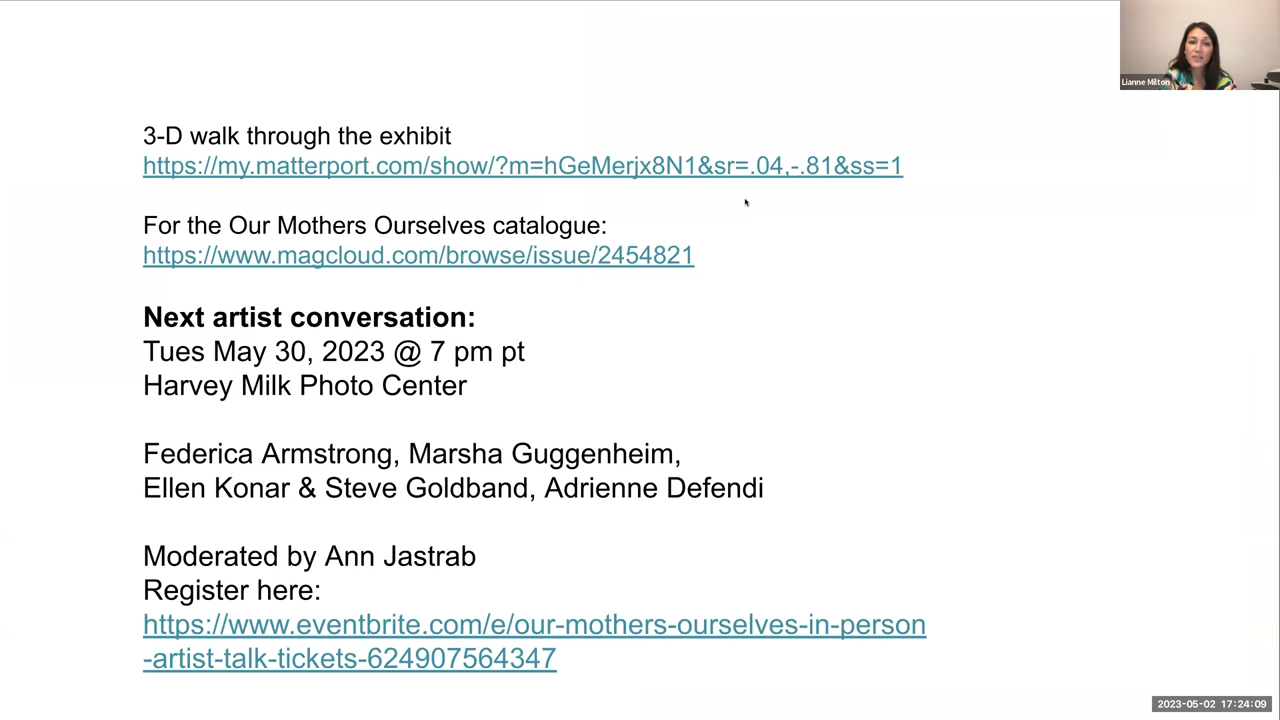 Lianne Milton
3-D walk through the exhibit
https://my.matterport.com/show/?m=hGeMerjx8N1&sr=.04,-.81&ss=1
For the Our Mothers Ourselves catalogue:
https://www.magcloud.com/browse/issue/2454821
Next artist conversation:
Tues May 30, 2023 @ 7 pm pt
Harvey Milk Photo Center
Federica Armstrong, Marsha Guggenheim,
Ellen Konar & Steve Goldband, Adrienne Defendi
Moderated by Ann Jastrab
Register here:
https://www.eventbrite.com/e/our-mothers-ourselves-in-person
-artist-talk-tickets-624907564347
2023-05-02 17:24:09